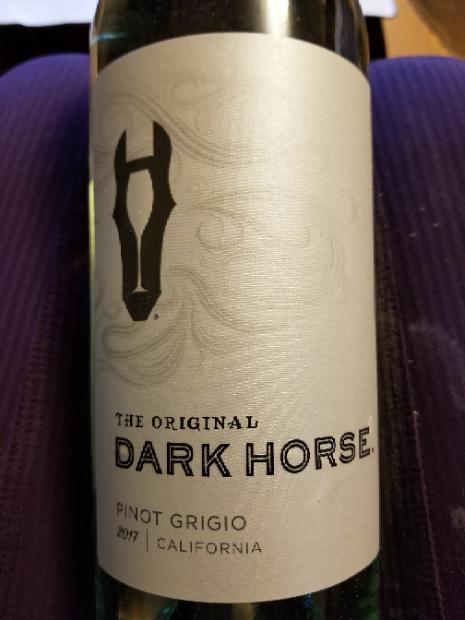 THE ORIGINAL
DARK HORSE.
PINOT GRIGIO
2017 | CALIFORNIA